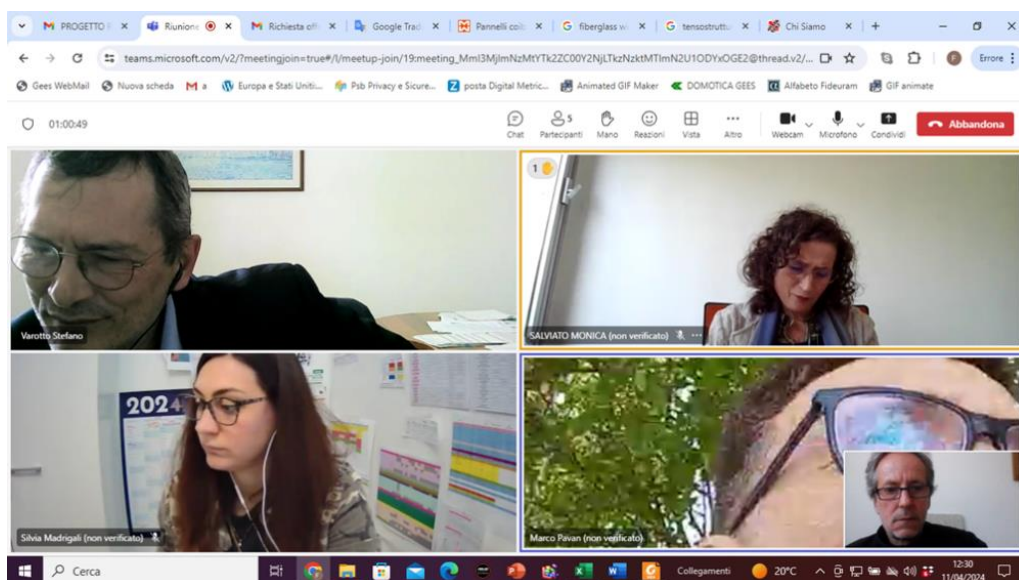 PROGETTO F
Riunione
Richiesta off
Google Trad
Pannelli coib
fiberglass wi
tensostruttu
Chi Siamo
teams.microsoft.com/v2/?meetingjoin=true#/l/meetup-join/19:meeting_
Errore
Gees WebMail
Nuova scheda
M a
Europa e Stati Uniti...
Psb Privacy e Sicure...
posta Digital Metric...
Animated GIF Maker
DOMOTICA GEES
Alfabeto Fideuram
GIF animate
01:00:49
5
Chat
Partecipanti
Mano
Reazioni
Vista
Altro
Webcam
Microfono
Condividi
Abbandona
1
Varotto Stefano
SALVIATO MONICA (non verificato)
2024
Silvia Madrigali (non verificato)
Marco Pavan (non verificato)
Cerca
Collegamenti
20°C
12:30
11/04/2024